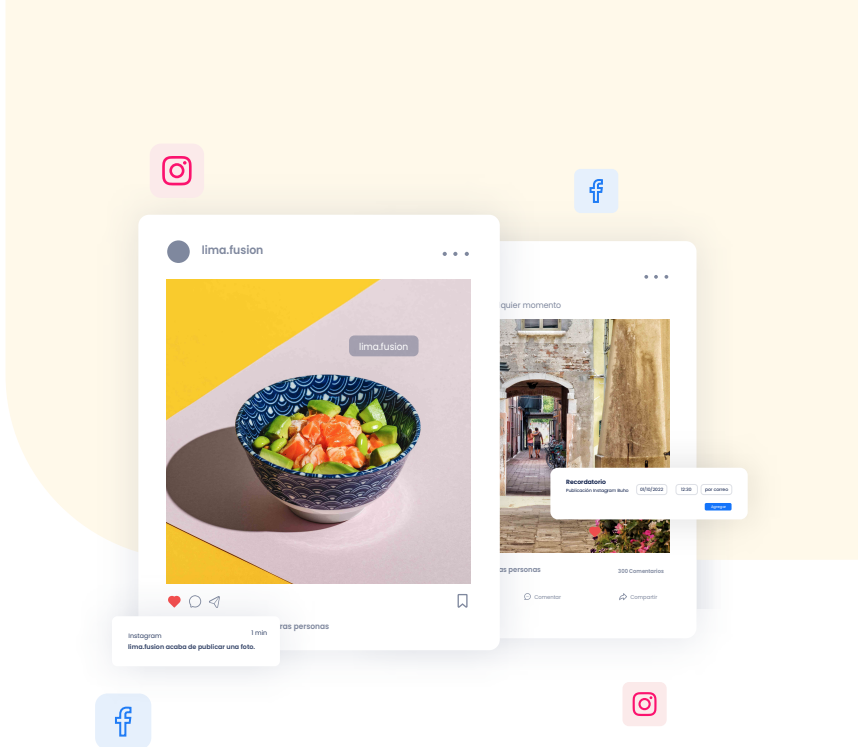 lima.fusion
quier momento
lima.fusion
Recordatorio
Publicación Instagram Buho 01/10/2022 12:30 por correo
Agregar
as personas 300 Comentarios
Comentar Compartir
ras personas
Instagram 1 min
lima.fusion acaba de publicar una foto.